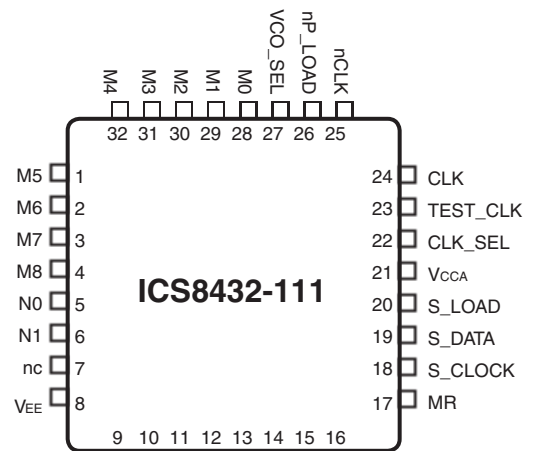 M4 M3 M2 M1 M0 VCO_SEL nP_LOAD nCLK
32 31 30 29 28 27 26 25
M5 1
M6 2
M7 3
M8 4
N0 5
N1 6
nc 7
VEE 8
ICS8432-111
24 CLK
23 TEST_CLK
22 CLK_SEL
21 VCCA
20 S_LOAD
19 S_DATA
18 S_CLOCK
17 MR
9 10 11 12 13 14 15 16